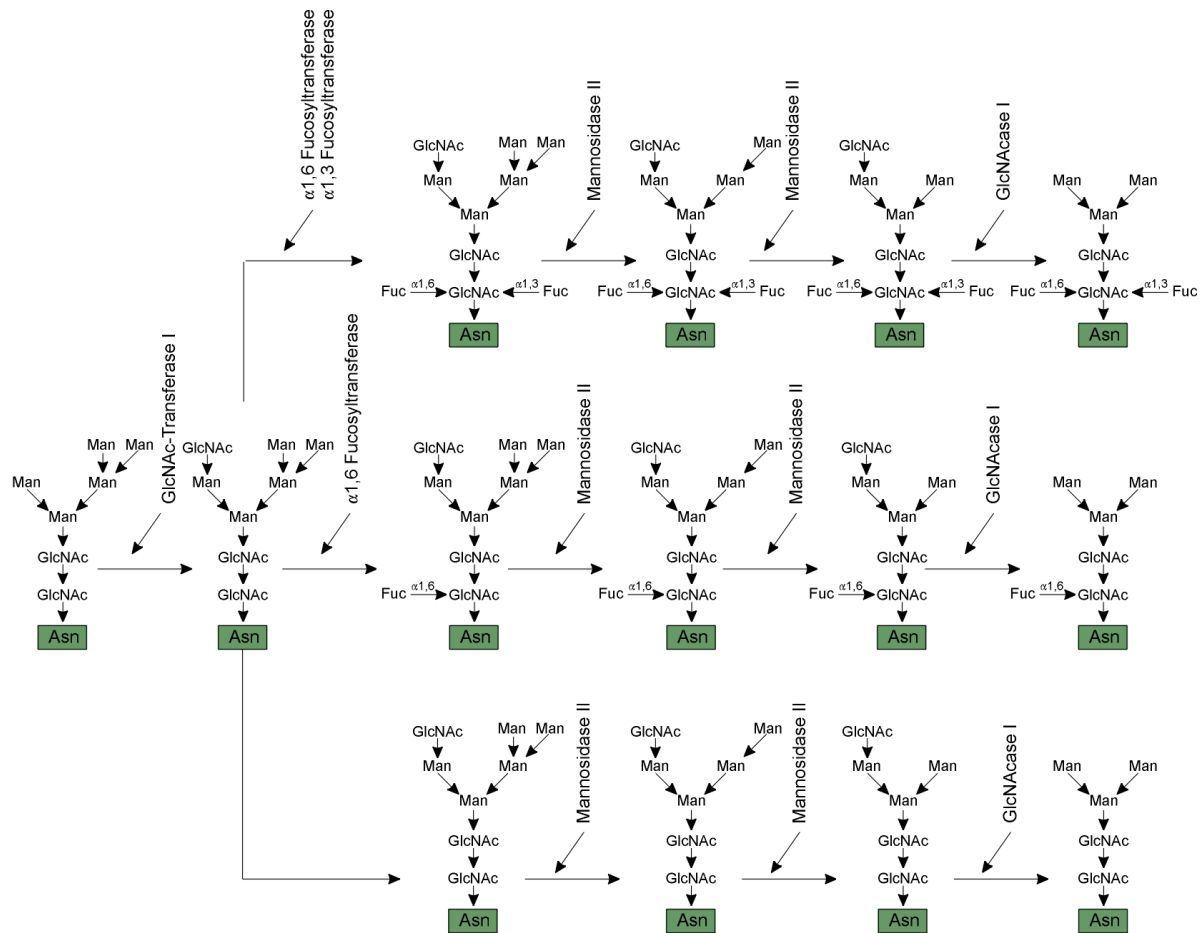 α1,6 Fucosyltransferase
α1,3 Fucosyltransferase
Mannosidase II
Mannosidase II
GlcNAcase I
GlcNAc Man Man GlcNAc Man GlcNAc
Man Man Man Man Man Man Man Man
Man Man Man Man
GlcNAc GlcNAc GlcNAc GlcNAc
Fuc α1,6 GlcNAc α1,3 Fuc Fuc α1,6 GlcNAc α1,3 Fuc Fuc α1,6 GlcNAc α1,3 Fuc Fuc α1,6 GlcNAc α1,3 Fuc
Asn Asn Asn Asn
GlcNAc-Transferase I
α1,6 Fucosyltransferase
Mannosidase II
Mannosidase II
GlcNAcase I
Man Man GlcNAc Man Man GlcNAc Man Man GlcNAc Man GlcNAc
Man Man Man Man Man Man Man Man Man Man Man Man
Man Man Man Man Man Man
GlcNAc GlcNAc GlcNAc GlcNAc GlcNAc GlcNAc
GlcNAc GlcNAc Fuc α1,6 GlcNAc Fuc α1,6 GlcNAc Fuc α1,6 GlcNAc Fuc α1,6 GlcNAc
Asn Asn Asn Asn Asn Asn
Mannosidase II
Mannosidase II
GlcNAcase I
GlcNAc Man Man GlcNAc Man GlcNAc
Man Man Man Man Man Man Man Man
Man Man Man Man
GlcNAc GlcNAc GlcNAc GlcNAc
GlcNAc GlcNAc GlcNAc GlcNAc
Asn Asn Asn Asn